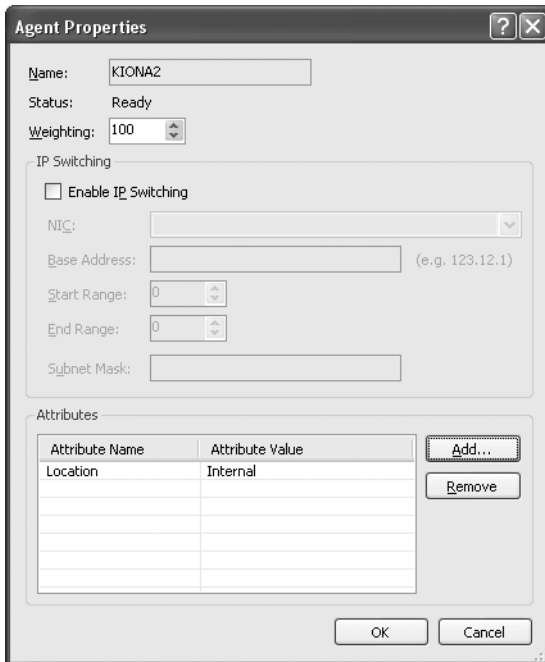 Agent Properties
Name: KIONA2
Status: Ready
Weighting: 100
IP Switching
Enable IP Switching
NIC:
Base Address: (e.g. 123.12.1)
Start Range: 0
End Range: 0
Subnet Mask:
Attributes
Attribute Name Attribute Value Add...
Location Internal
Remove
OK Cancel